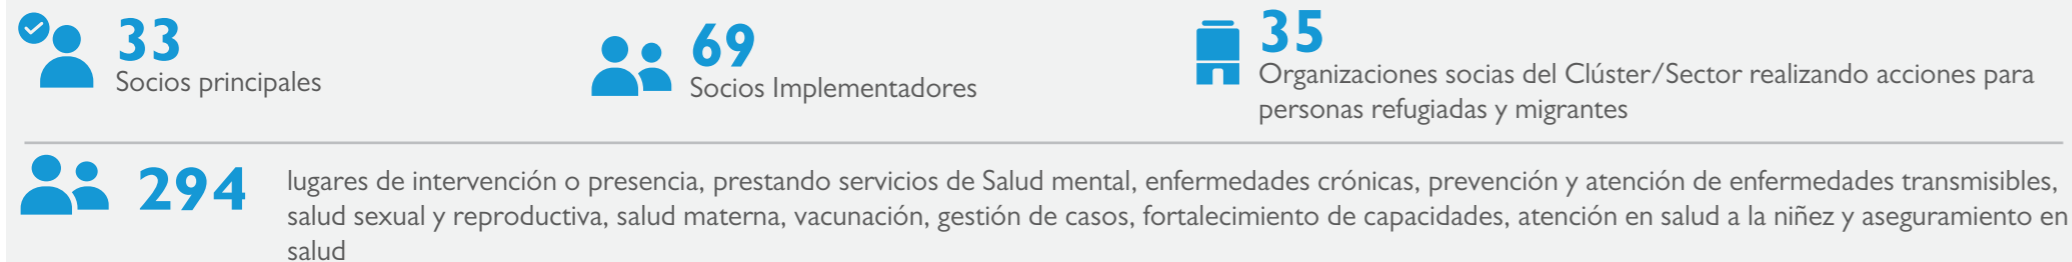 33
Socios principales
69
Socios Implementadores
35
Organizaciones socias del Clúster/Sector realizando acciones para
personas refugiadas y migrantes
294
lugares de intervención o presencia, prestando servicios de Salud mental, enfermedades crónicas, prevención y atención de enfermedades transmisibles,
salud sexual y reproductiva, salud materna, vacunación, gestión de casos, fortalecimiento de capacidades, atención en salud a la niñez y aseguramiento en
salud